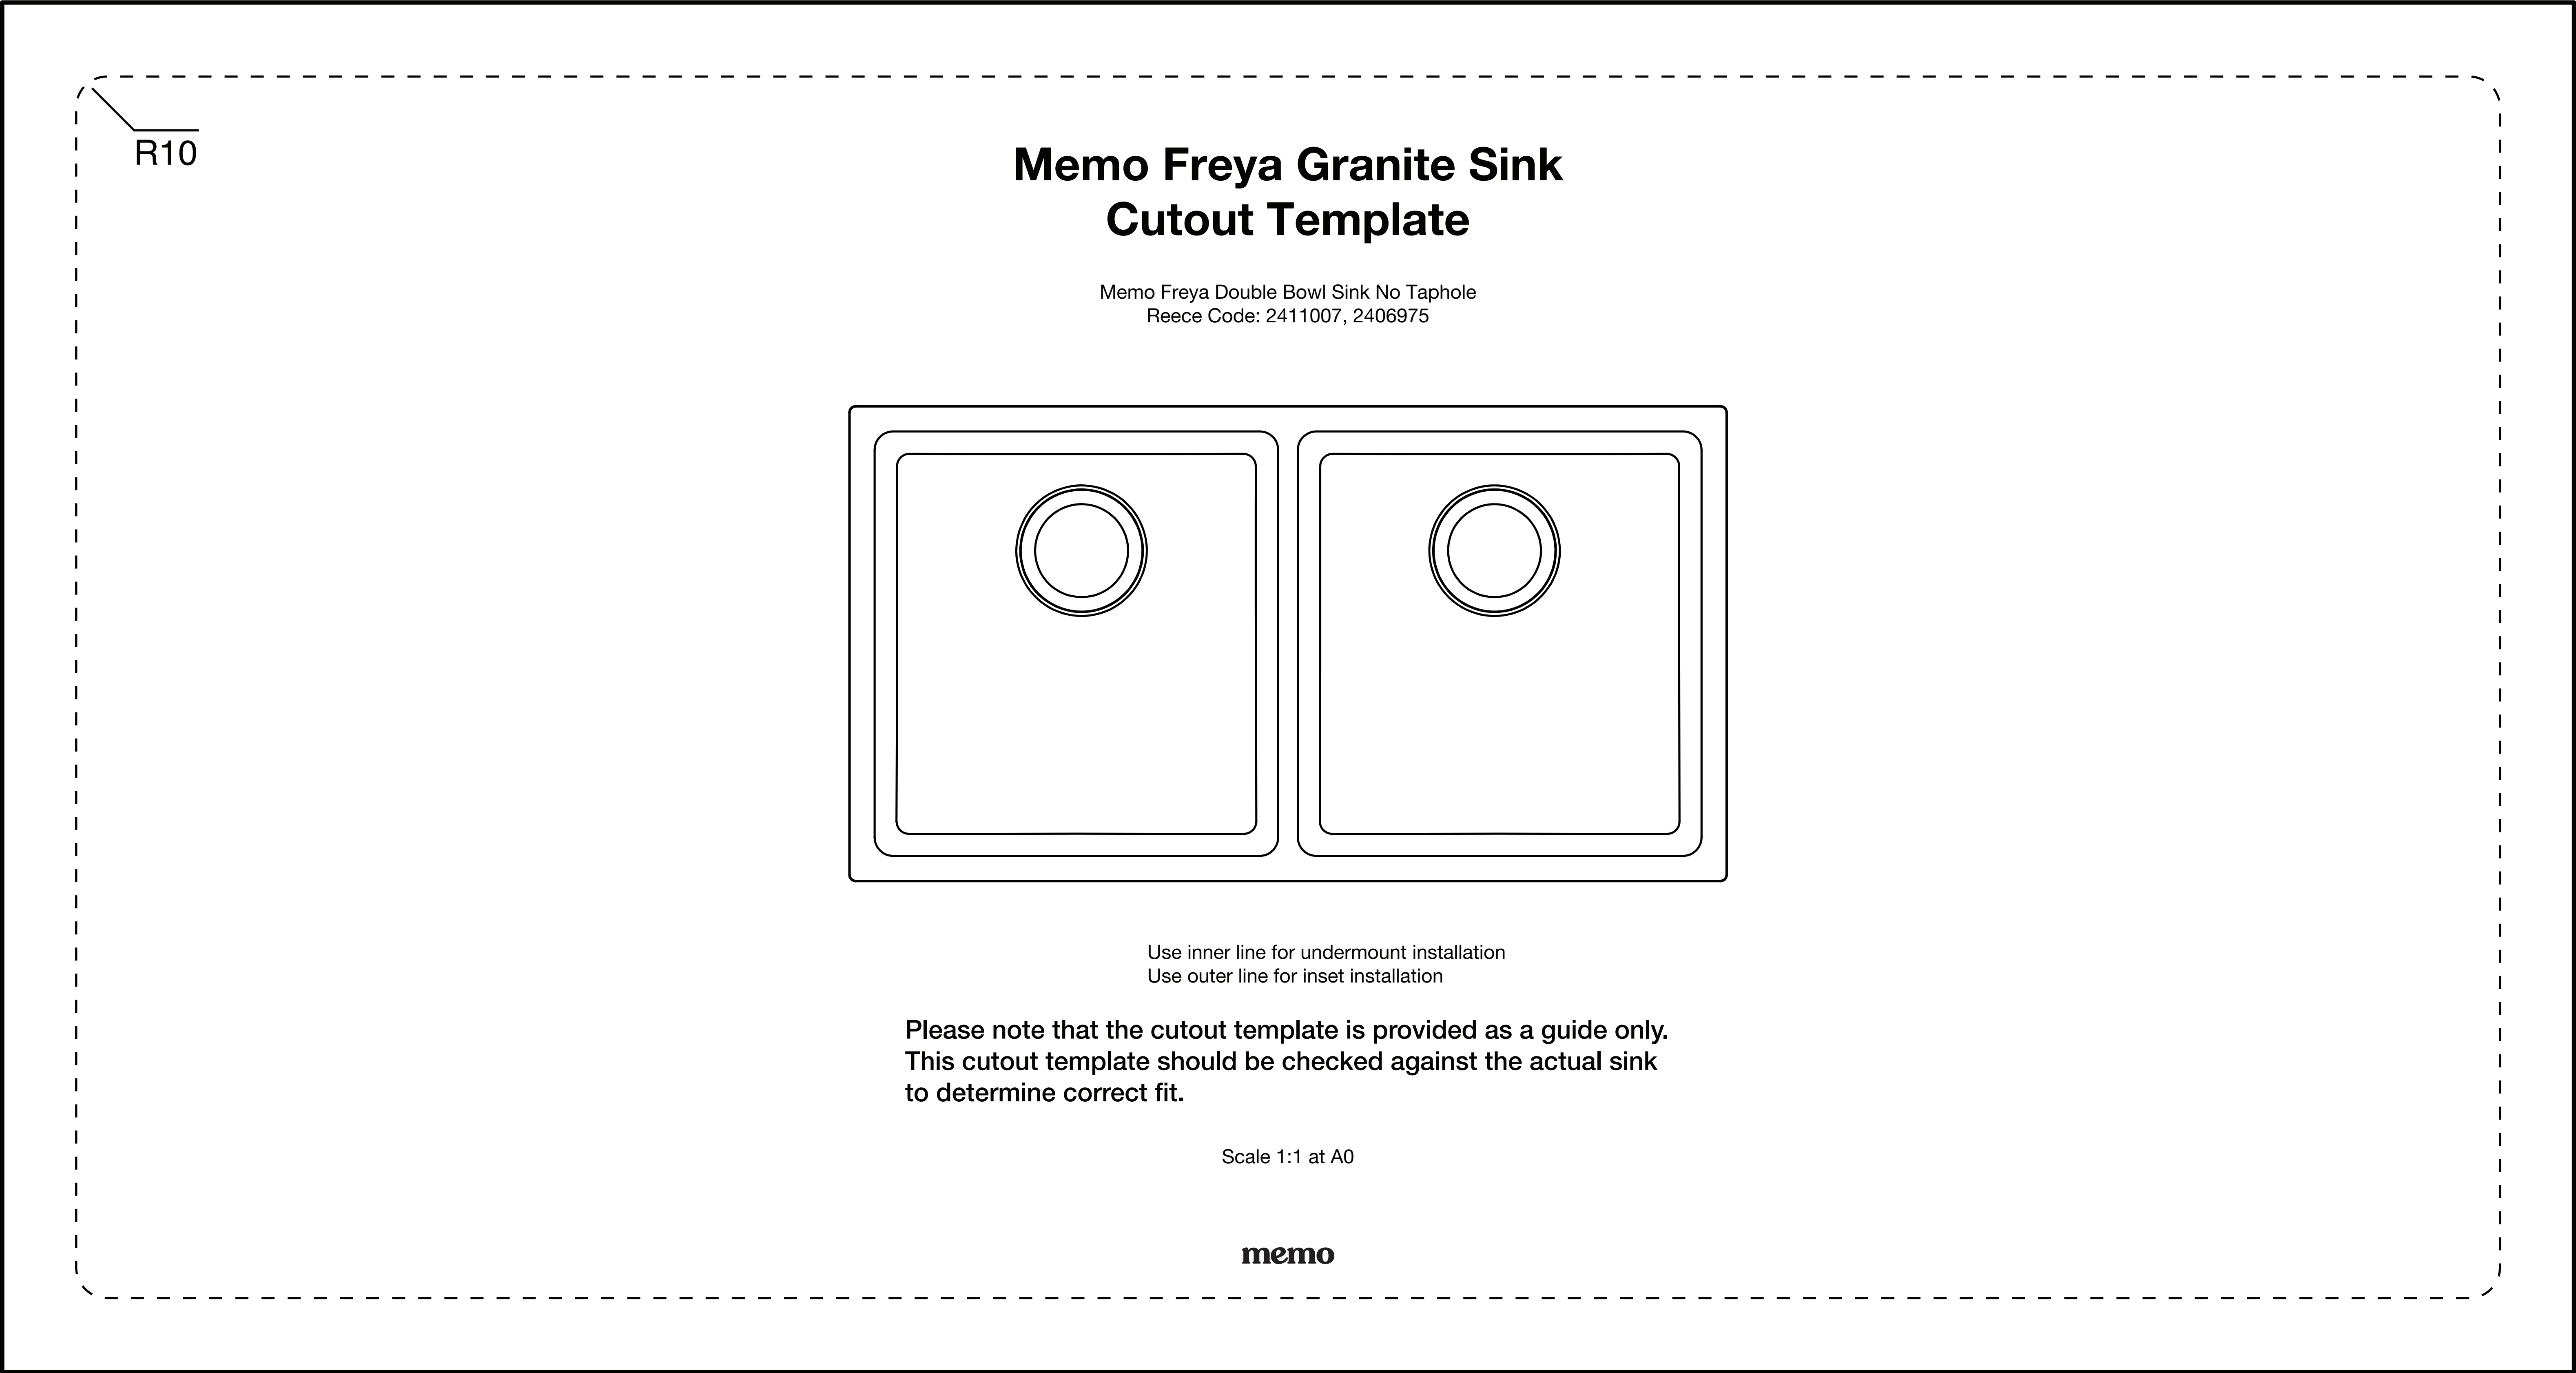 R10
Memo Freya Granite Sink
Cutout Template
Memo Freya Double Bowl Sink No Taphole
Reece Code: 2411007, 2406975
Use inner line for undermount installation
Use outer line for inset installation
Please note that the cutout template is provided as a guide only.
This cutout template should be checked against the actual sink
to determine correct fit.
Scale 1:1 at A0
memo